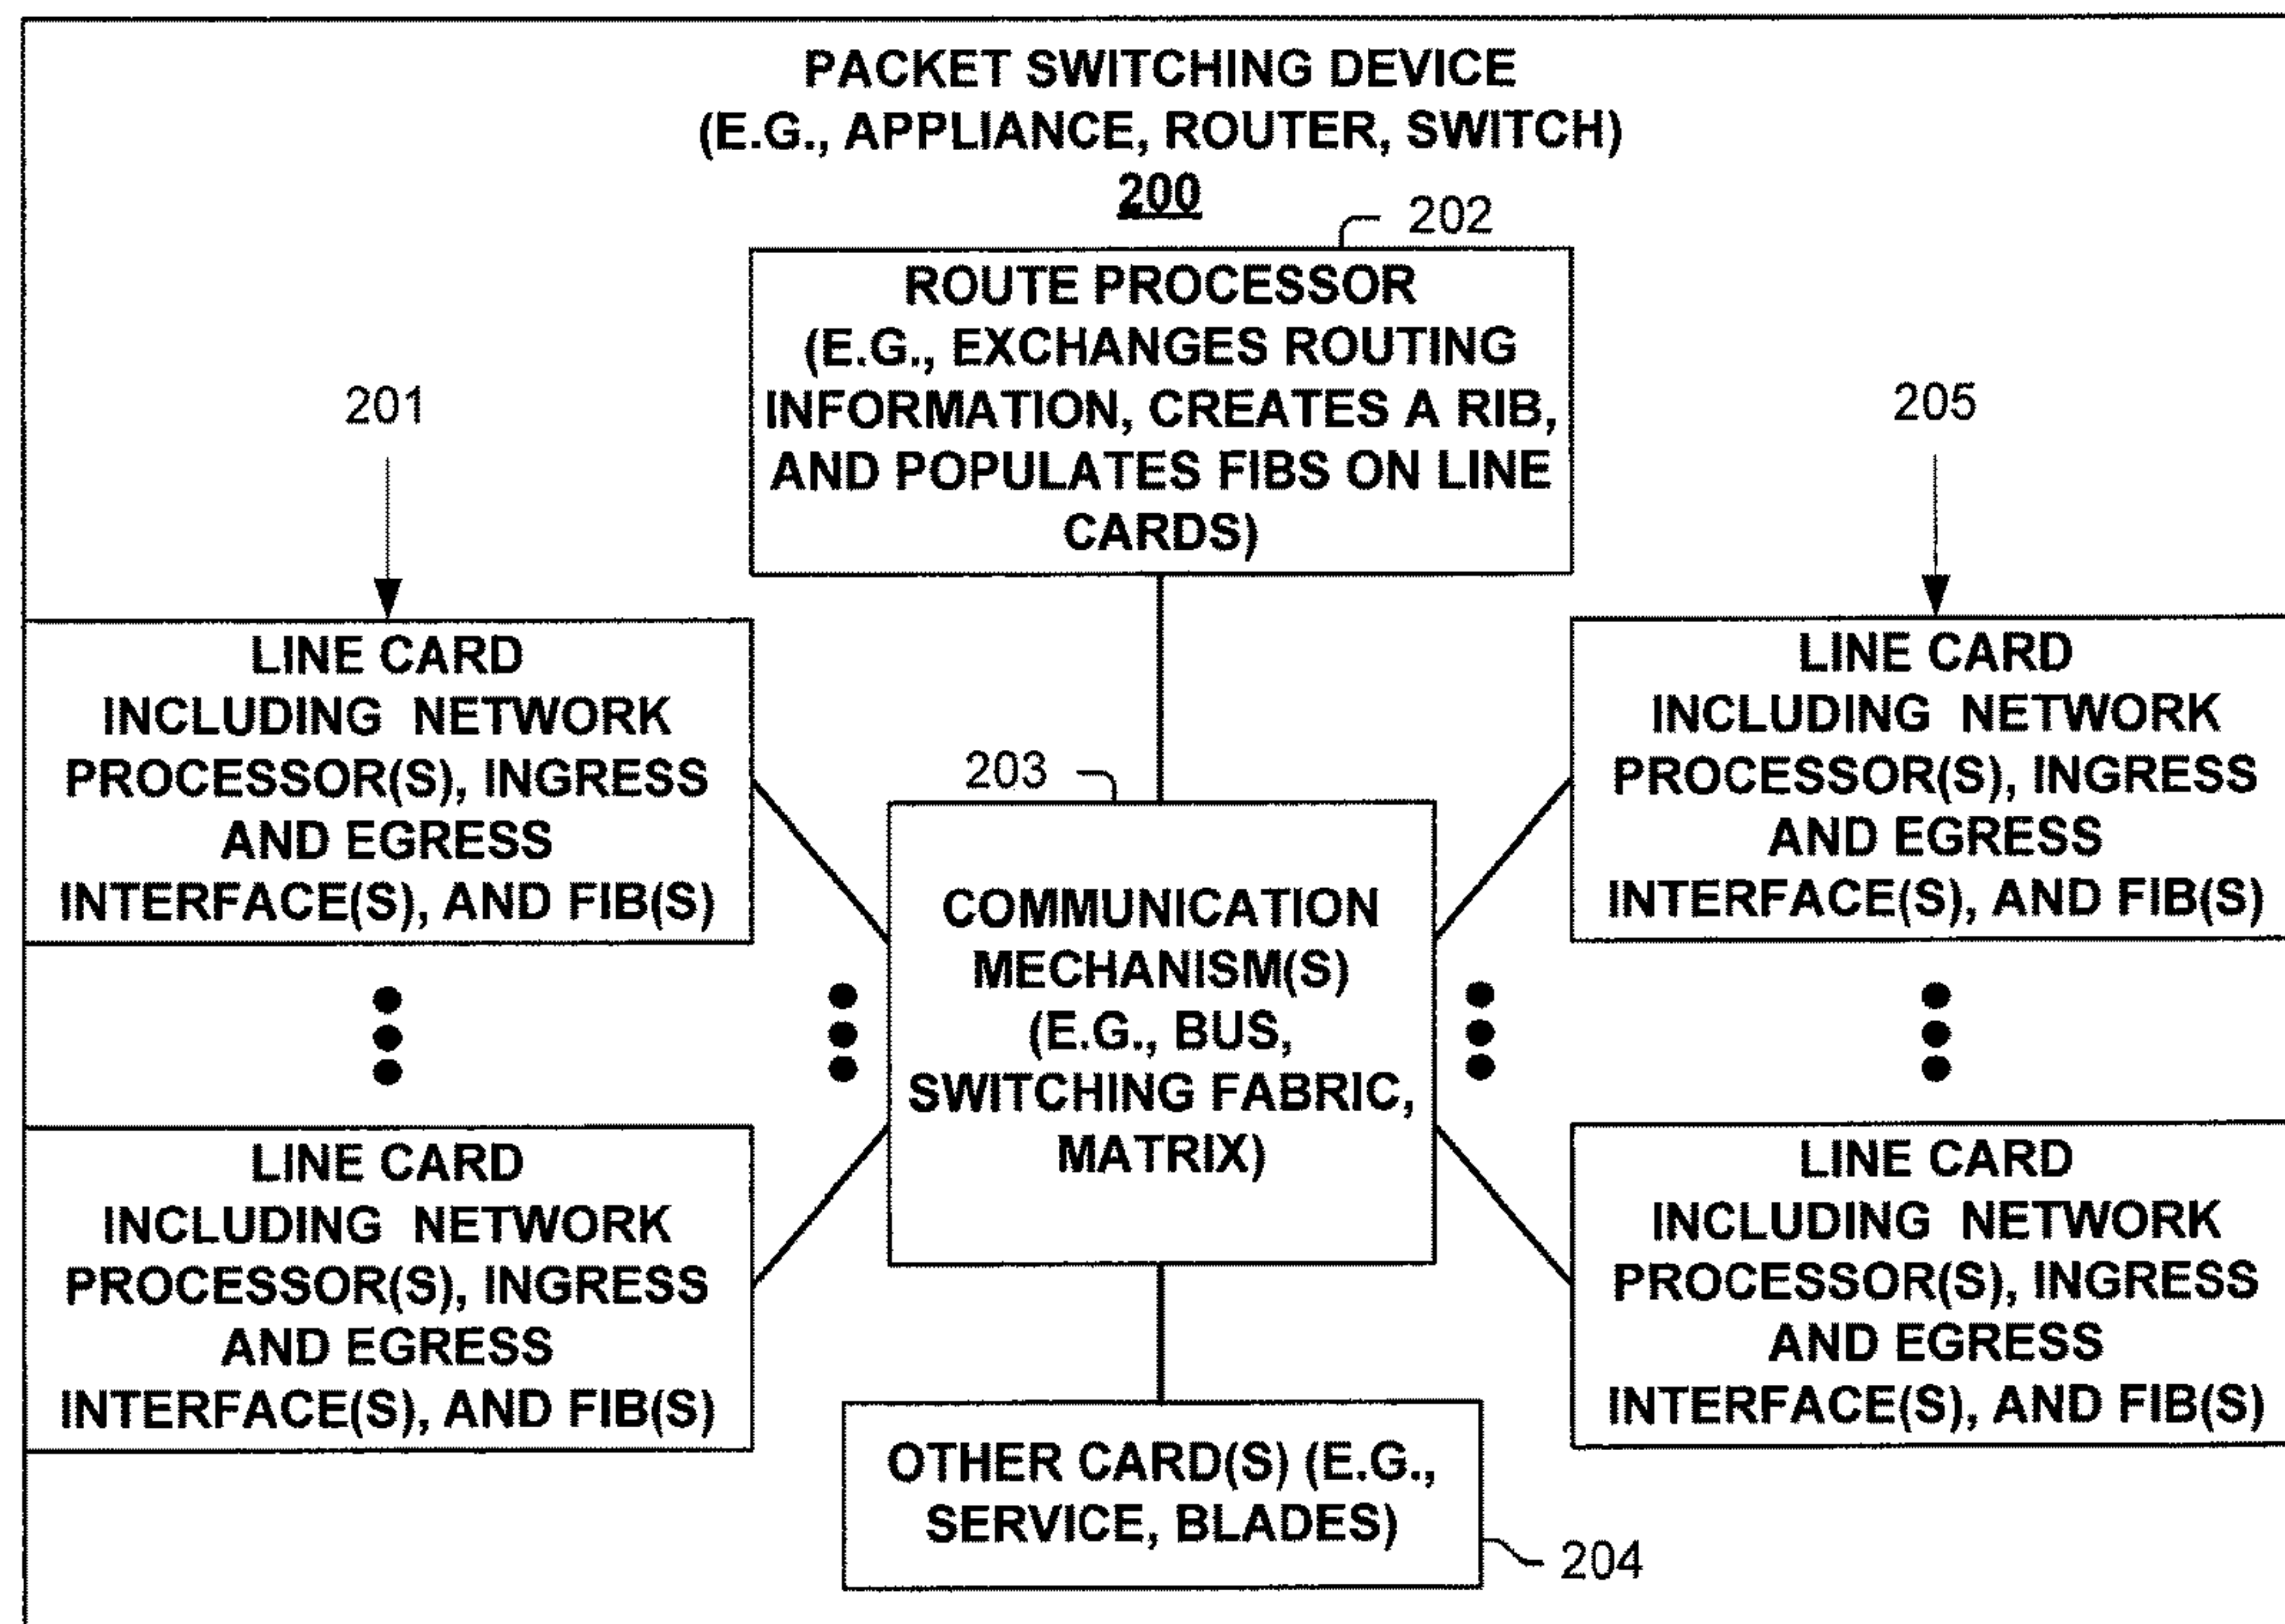 PACKET SWITCHING DEVICE
(E.G., APPLIANCE, ROUTER, SWITCH)
200
202
ROUTE PROCESSOR
(E.G., EXCHANGES ROUTING
INFORMATION, CREATES A RIB,
AND POPULATES FIBS ON LINE
CARDS)
201
LINE CARD
INCLUDING NETWORK
PROCESSOR(S), INGRESS
AND EGRESS
INTERFACE(S), AND FIB(S)
205
LINE CARD
INCLUDING NETWORK
PROCESSOR(S), INGRESS
AND EGRESS
INTERFACE(S), AND FIB(S)
203
COMMUNICATION
MECHANISM(S)
(E.G., BUS,
SWITCHING FABRIC,
MATRIX)
LINE CARD
INCLUDING NETWORK
PROCESSOR(S), INGRESS
AND EGRESS
INTERFACE(S), AND FIB(S)
LINE CARD
INCLUDING NETWORK
PROCESSOR(S), INGRESS
AND EGRESS
INTERFACE(S), AND FIB(S)
OTHER CARD(S) (E.G.,
SERVICE, BLADES)
204